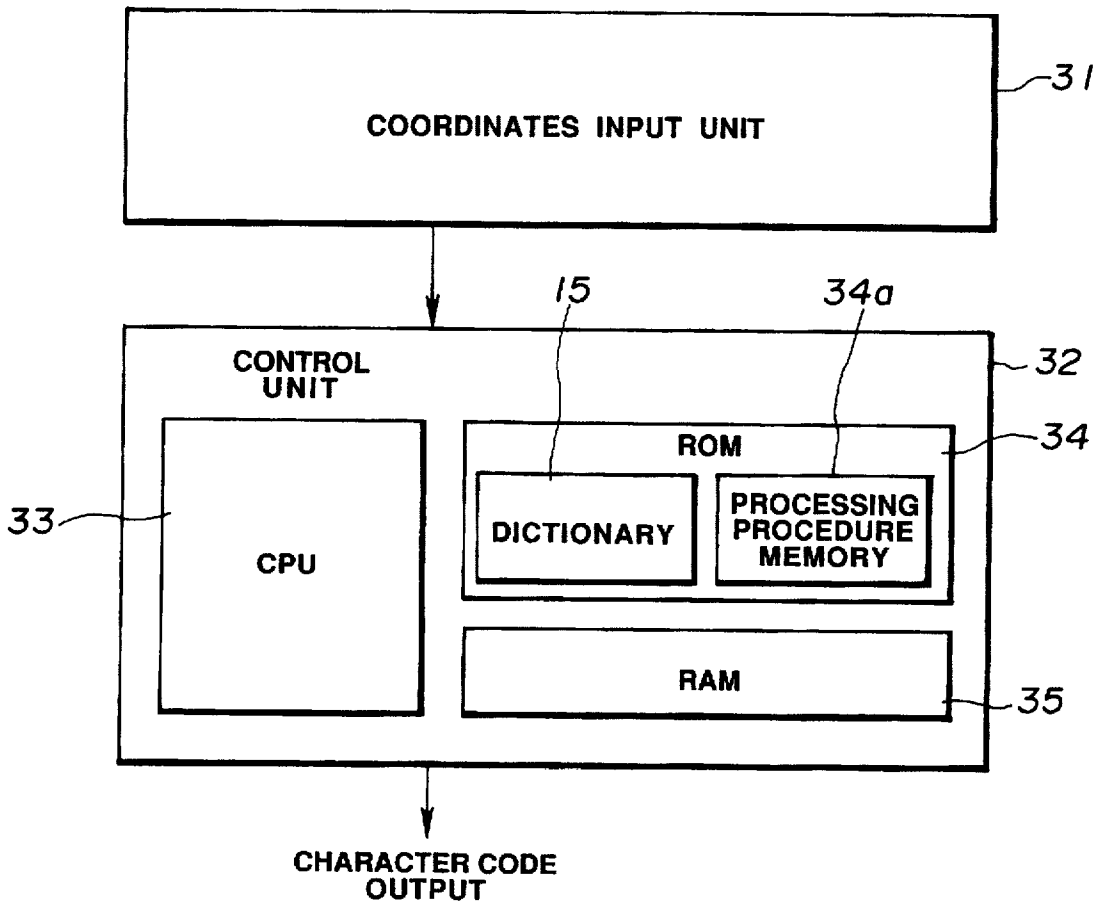 COORDINATES INPUT UNIT
31
15
34a
CONTROL
UNIT
32
ROM
34
33
CPU
DICTIONARY
PROCESSING
PROCEDURE
MEMORY
RAM
35
CHARACTER CODE
OUTPUT